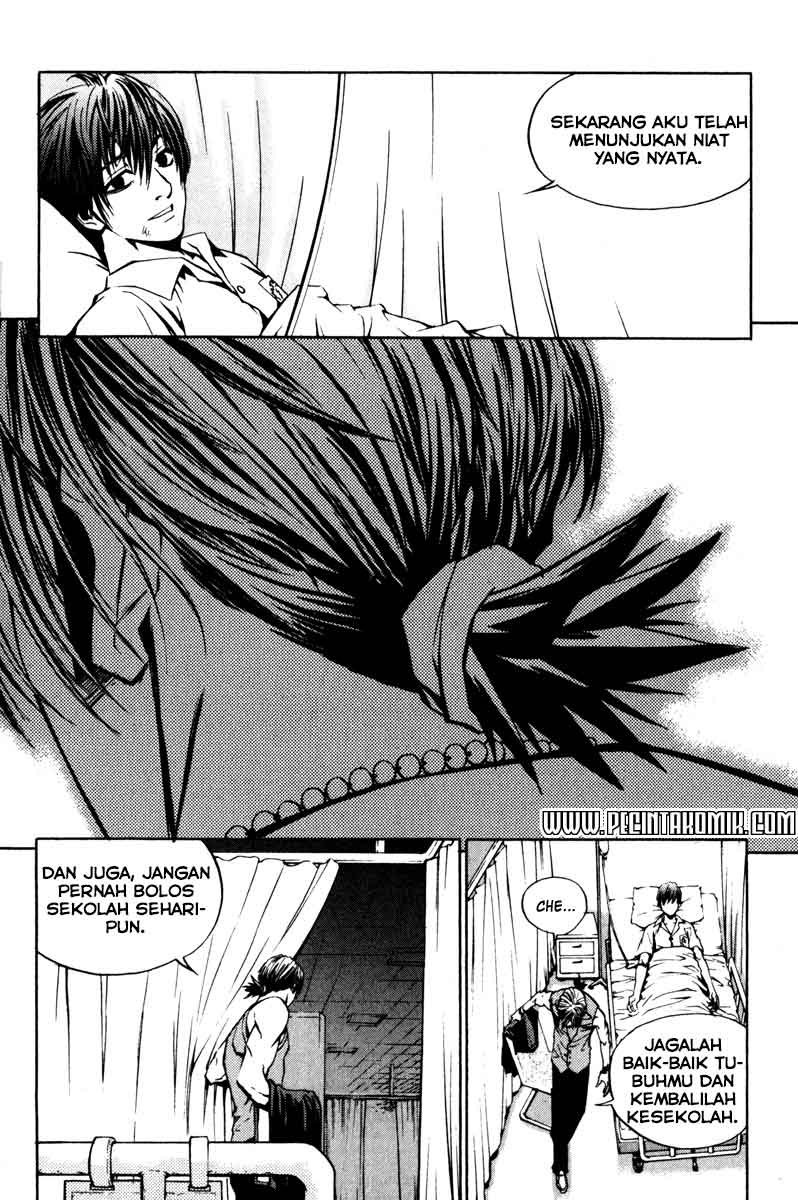 SEKARANG AKU TELAH
MENUNJUKAN NIAT
YANG NYATA.
WWW.PECINTAKOMIK.COM
DAN JUGA, JANGAN
PERNAH BOLOS
SEKOLAH SEHARI-
PUN.
CHE...
JAGALAH
BAIK-BAIK TU-
BUHMU DAN
KEMBALILAH
KESEKOLAH.